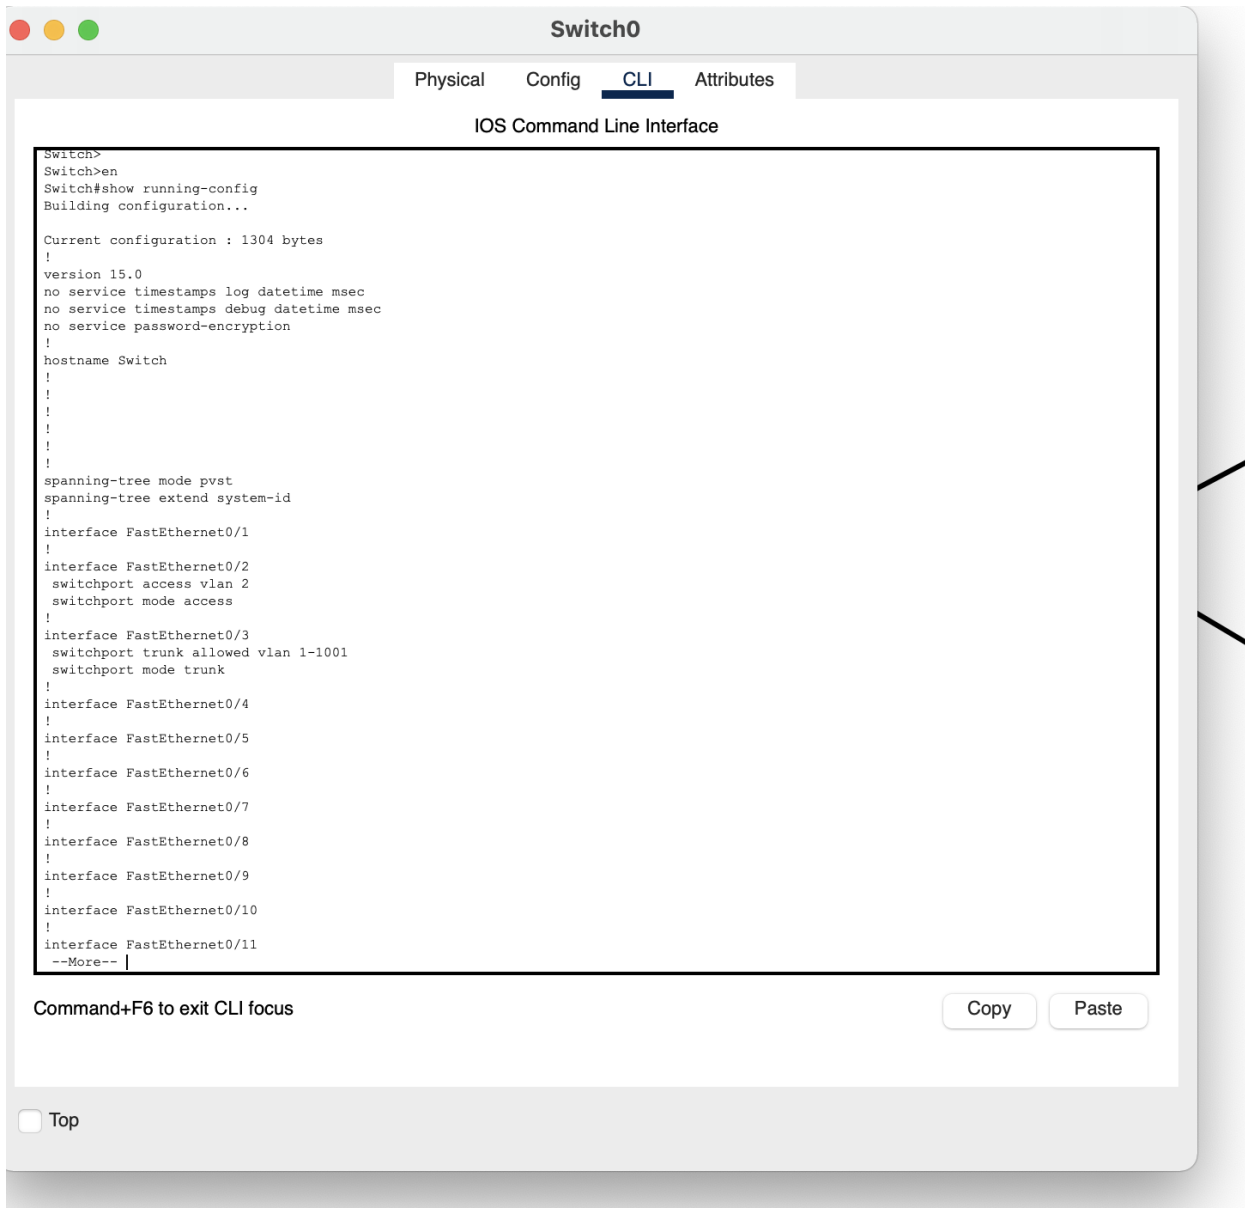 Switch0
Physical Config CLI Attributes
IOS Command Line Interface
Switch>
Switch>en
Switch#show running-config
Building configuration...
Current configuration : 1304 bytes
!
version 15.0
no service timestamps log datetime msec
no service timestamps debug datetime msec
no service password-encryption
!
hostname Switch
!
!
!
!
!
!
spanning-tree mode pvst
spanning-tree extend system-id
!
interface FastEthernet0/1
!
interface FastEthernet0/2
switchport access vlan 2
switchport mode access
!
interface FastEthernet0/3
switchport trunk allowed vlan 1-1001
switchport mode trunk
!
interface FastEthernet0/4
!
interface FastEthernet0/5
!
interface FastEthernet0/6
!
interface FastEthernet0/7
!
interface FastEthernet0/8
!
interface FastEthernet0/9
!
interface FastEthernet0/10
!
interface FastEthernet0/11
--More--
Command+F6 to exit CLI focus
Copy Paste
Top